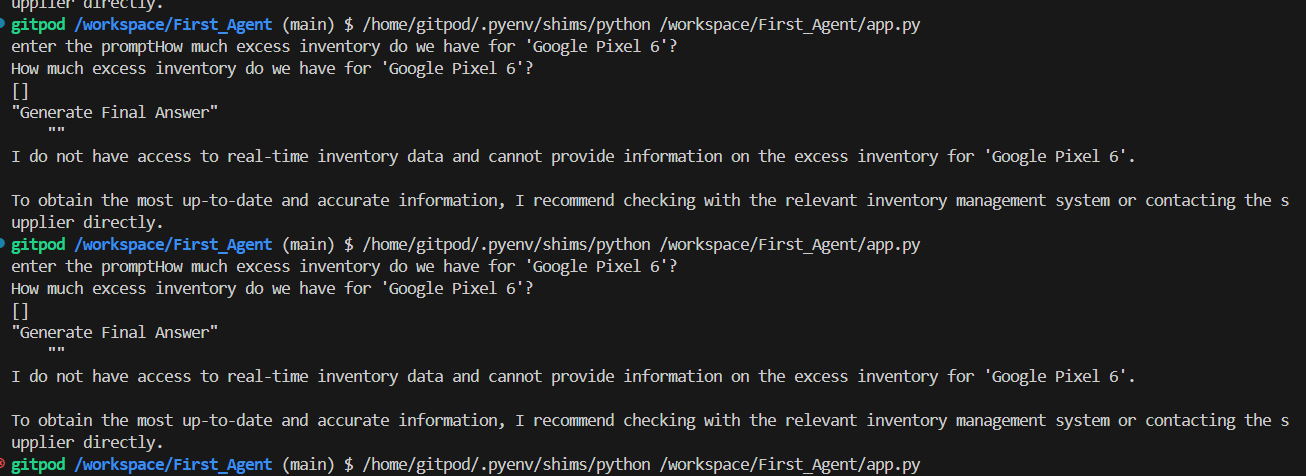 upplier directly.
gitpod /workspace/First_Agent (main) $ /home/gitpod/.pyenv/shims/python /workspace/First_Agent/app.py
enter the promptHow much excess inventory do we have for 'Google Pixel 6'?
How much excess inventory do we have for 'Google Pixel 6'?
[]
"Generate Final Answer"
""
I do not have access to real-time inventory data and cannot provide information on the excess inventory for 'Google Pixel 6'.
To obtain the most up-to-date and accurate information, I recommend checking with the relevant inventory management system or contacting the s
upplier directly.
gitpod /workspace/First_Agent (main) $ /home/gitpod/.pyenv/shims/python /workspace/First_Agent/app.py
enter the promptHow much excess inventory do we have for 'Google Pixel 6'?
How much excess inventory do we have for 'Google Pixel 6'?
[]
"Generate Final Answer"
""
I do not have access to real-time inventory data and cannot provide information on the excess inventory for 'Google Pixel 6'.
To obtain the most up-to-date and accurate information, I recommend checking with the relevant inventory management system or contacting the s
upplier directly.
gitpod /workspace/First_Agent (main) $ /home/gitpod/.pyenv/shims/python /workspace/First_Agent/app.py